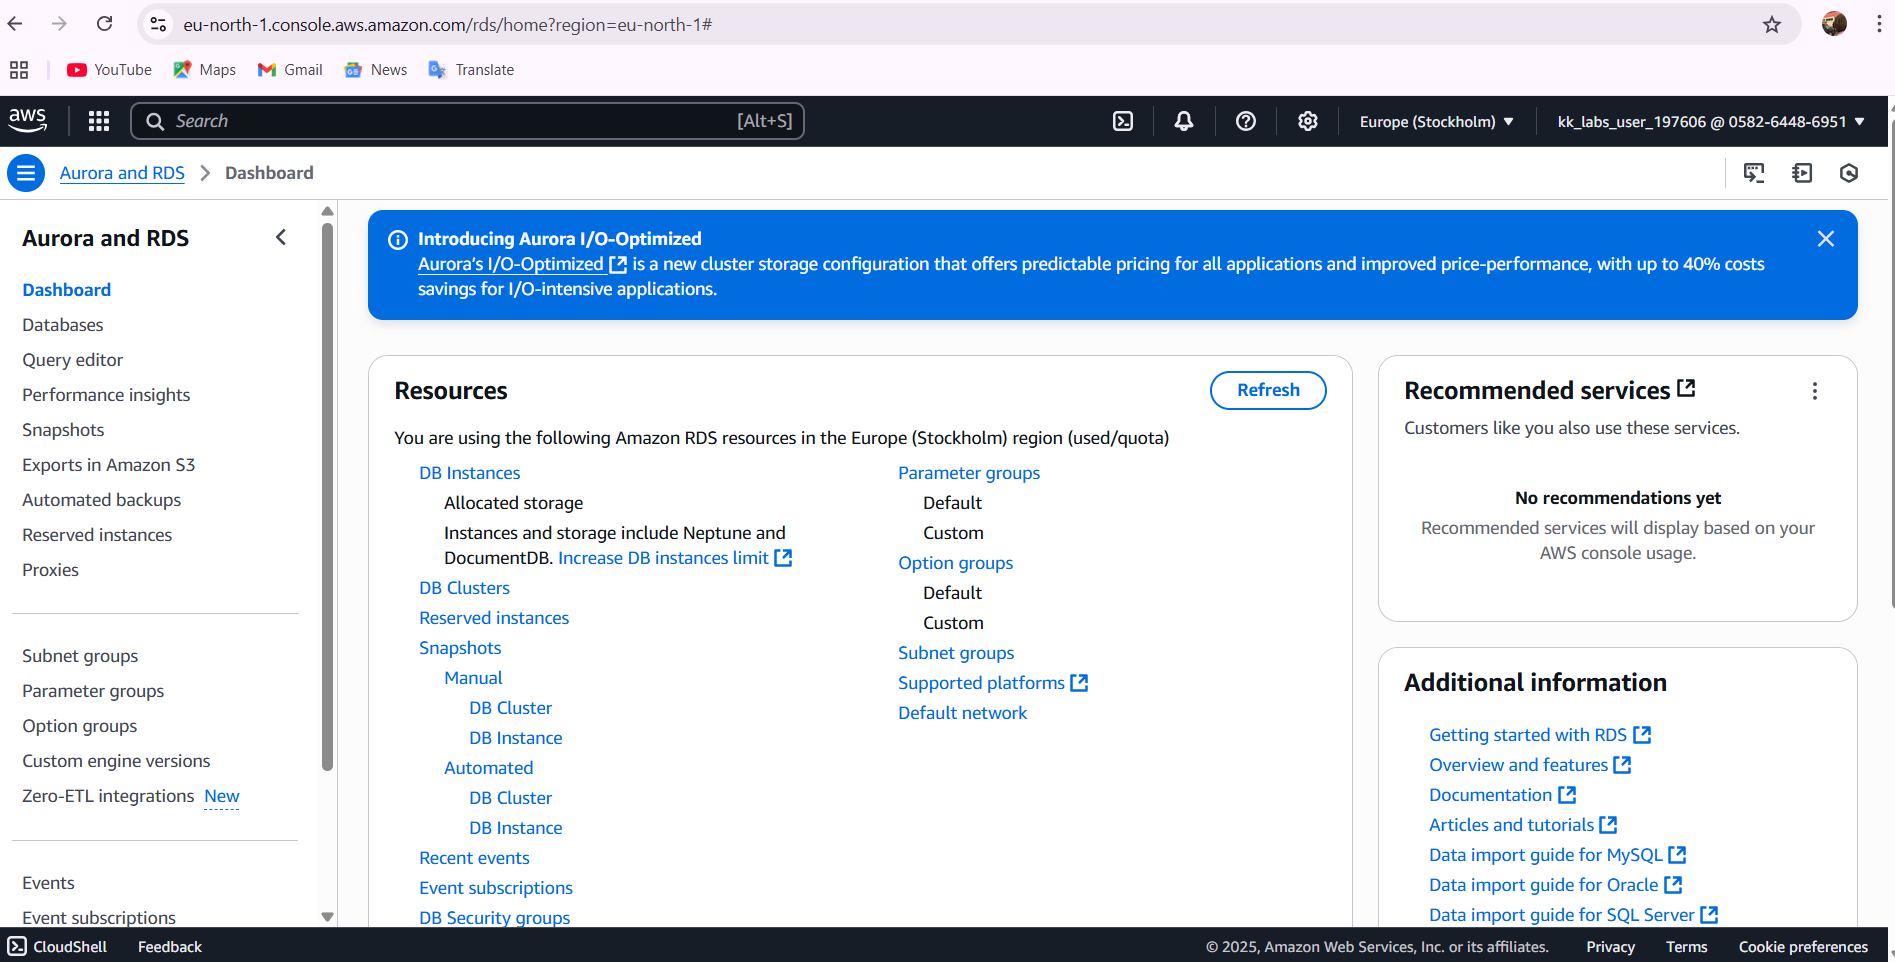 eu-north-1.console.aws.amazon.com/rds/home?region=eu-north-1#
YouTube Maps Gmail News Translate
aws Search [Alt+S] Europe (Stockholm) kk_labs_user_197606 @ 0582-6448-6951
Aurora and RDS Dashboard
Aurora and RDS
Dashboard
Databases
Query editor
Performance insights
Snapshots
Exports in Amazon S3
Automated backups
Reserved instances
Proxies
Subnet groups
Parameter groups
Option groups
Custom engine versions
Zero-ETL integrations New
Events
Event subscriptions
Introducing Aurora I/O-Optimized
Aurora's I/O-Optimized is a new cluster storage configuration that offers predictable pricing for all applications and improved price-performance, with up to 40% costs
savings for I/O-intensive applications.
Resources
Refresh
You are using the following Amazon RDS resources in the Europe (Stockholm) region (used/quota)
DB Instances
Allocated storage
Instances and storage include Neptune and
DocumentDB. Increase DB instances limit
DB Clusters
Reserved instances
Snapshots
Manual
DB Cluster
DB Instance
Automated
DB Cluster
DB Instance
Recent events
Event subscriptions
DB Security groups
Parameter groups
Default
Custom
Option groups
Default
Custom
Subnet groups
Supported platforms
Default network
Recommended services
Customers like you also use these services.
No recommendations yet
Recommended services will display based on your
AWS console usage.
Additional information
Getting started with RDS
Overview and features
Documentation
Articles and tutorials
Data import guide for MySQL
Data import guide for Oracle
Data import guide for SQL Server
CloudShell Feedback © 2025, Amazon Web Services, Inc. or its affiliates. Privacy Terms Cookie preferences